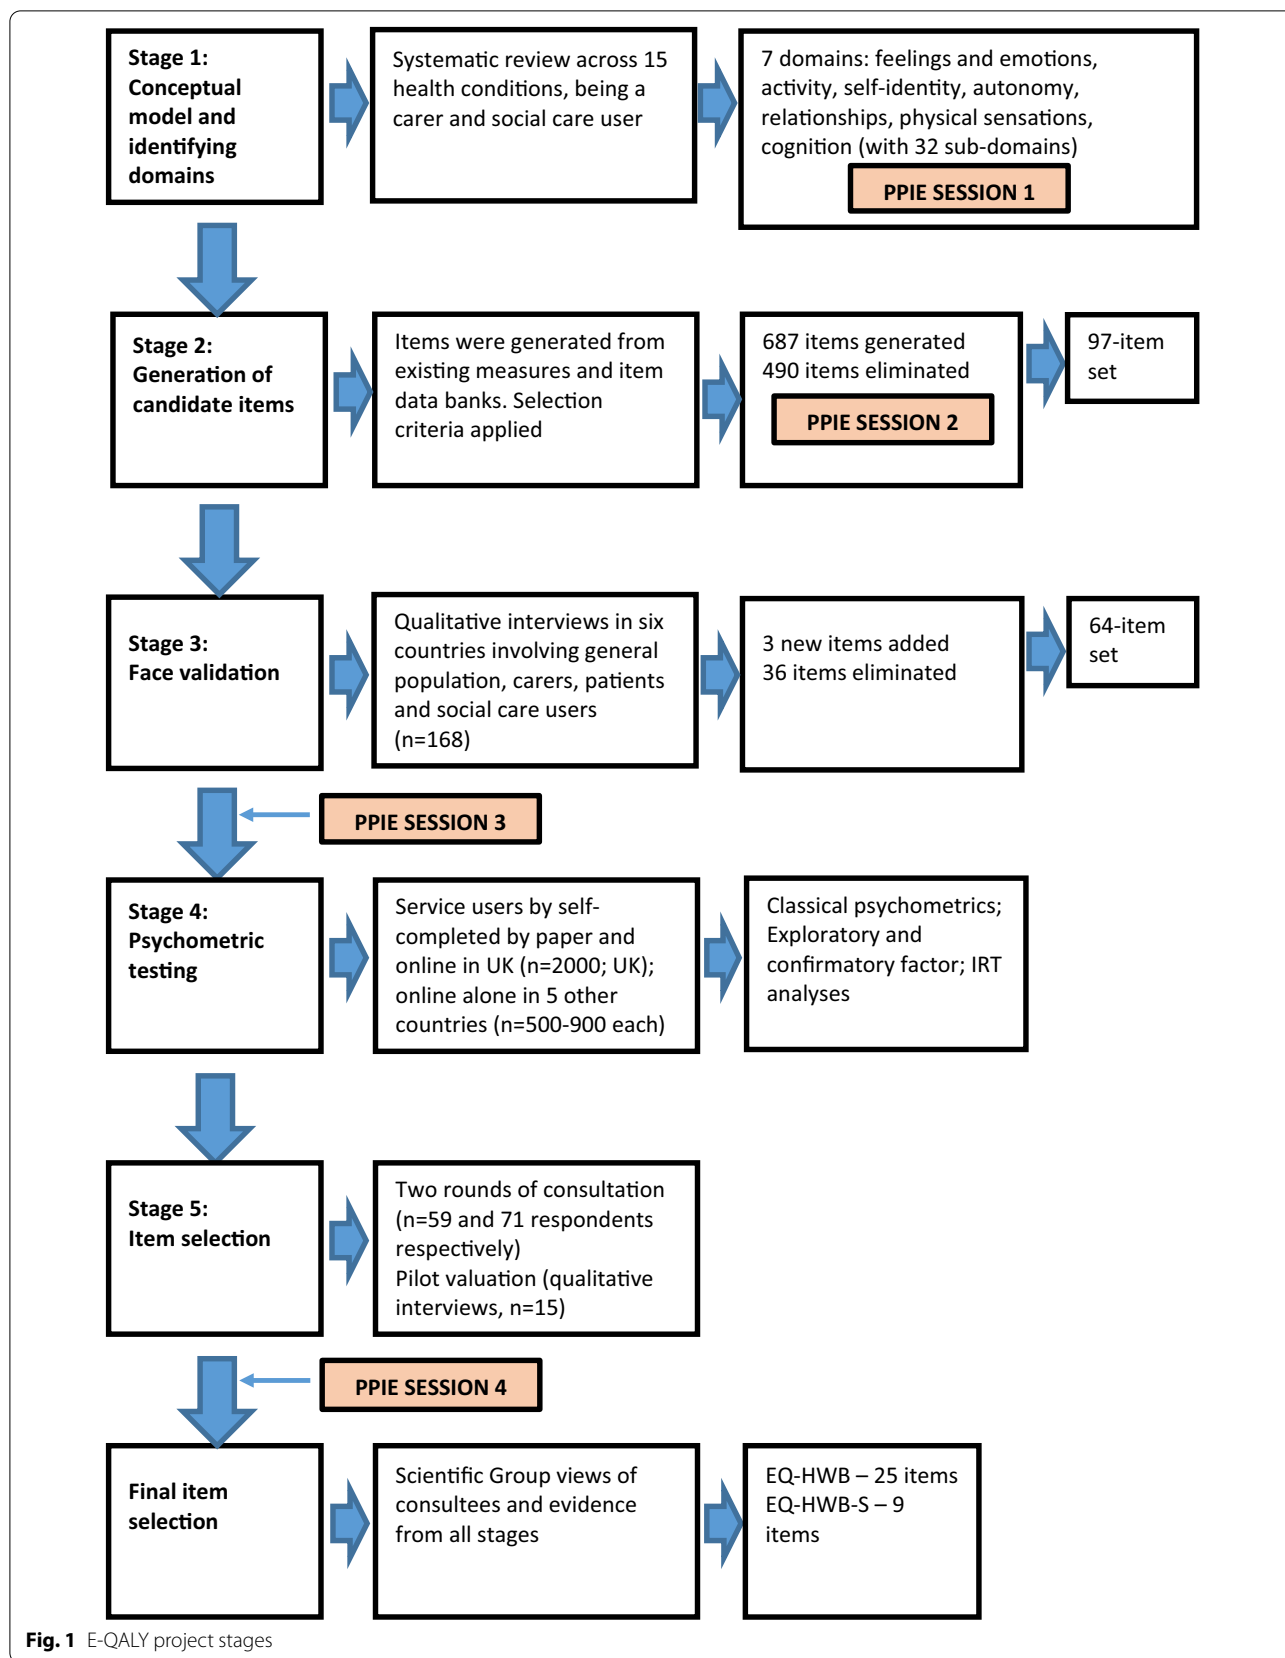 Stage 1:
Conceptual
model and
identifying
domains
Systematic review across 15
health conditions, being a
carer and social care user
7 domains: feelings and emotions,
activity, self-identity, autonomy,
relationships, physical sensations,
cognition (with 32 sub-domains)
PPIE SESSION 1
Stage 2:
Generation of
candidate items
Items were generated from
existing measures and item
data banks. Selection
criteria applied
687 items generated
490 items eliminated
PPIE SESSION 2
97-item
set
Stage 3:
Face validation
Qualitative interviews in six
countries involving general
population, carers, patients
and social care users
(n=168)
3 new items added
36 items eliminated
64-item
set
PPIE SESSION 3
Stage 4:
Psychometric
testing
Service users by self-
completed by paper and
online in UK (n=2000; UK);
online alone in 5 other
countries (n=500-900 each)
Classical psychometrics;
Exploratory and
confirmatory factor; IRT
analyses
Stage 5:
Item selection
Two rounds of consultation
(n=59 and 71 respondents
respectively)
Pilot valuation (qualitative
interviews, n=15)
PPIE SESSION 4
Final item
selection
Scientific Group views of
consultees and evidence
from all stages
EQ-HWB – 25 items
EQ-HWB-S – 9
items
Fig. 1 E-QALY project stages